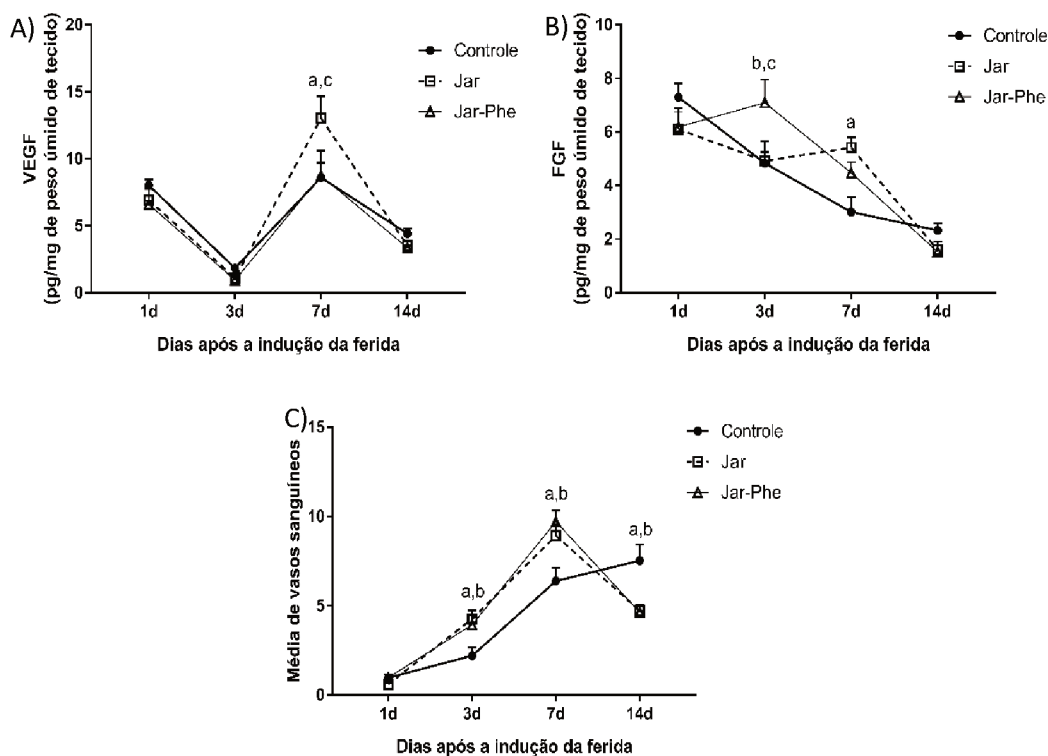 A)
VEGF
(pg/mg de peso úmido de tecido)
20
15
10
5
0
a,c
Controle
Jar
Jar-Phe
1d 3d 7d 14d
Dias após a indução da ferida
B)
FGF
(pg/mg de peso úmido de tecido)
10
8
6
4
2
0
b,c
a
Controle
Jar
Jar-Phe
1d 3d 7d 14d
Dias após a indução da ferida
C)
Média de vasos sanguíneos
15
10
5
0
a,b
a,b
a,b
Controle
Jar
Jar-Phe
1d 3d 7d 14d
Dias após a indução da ferida